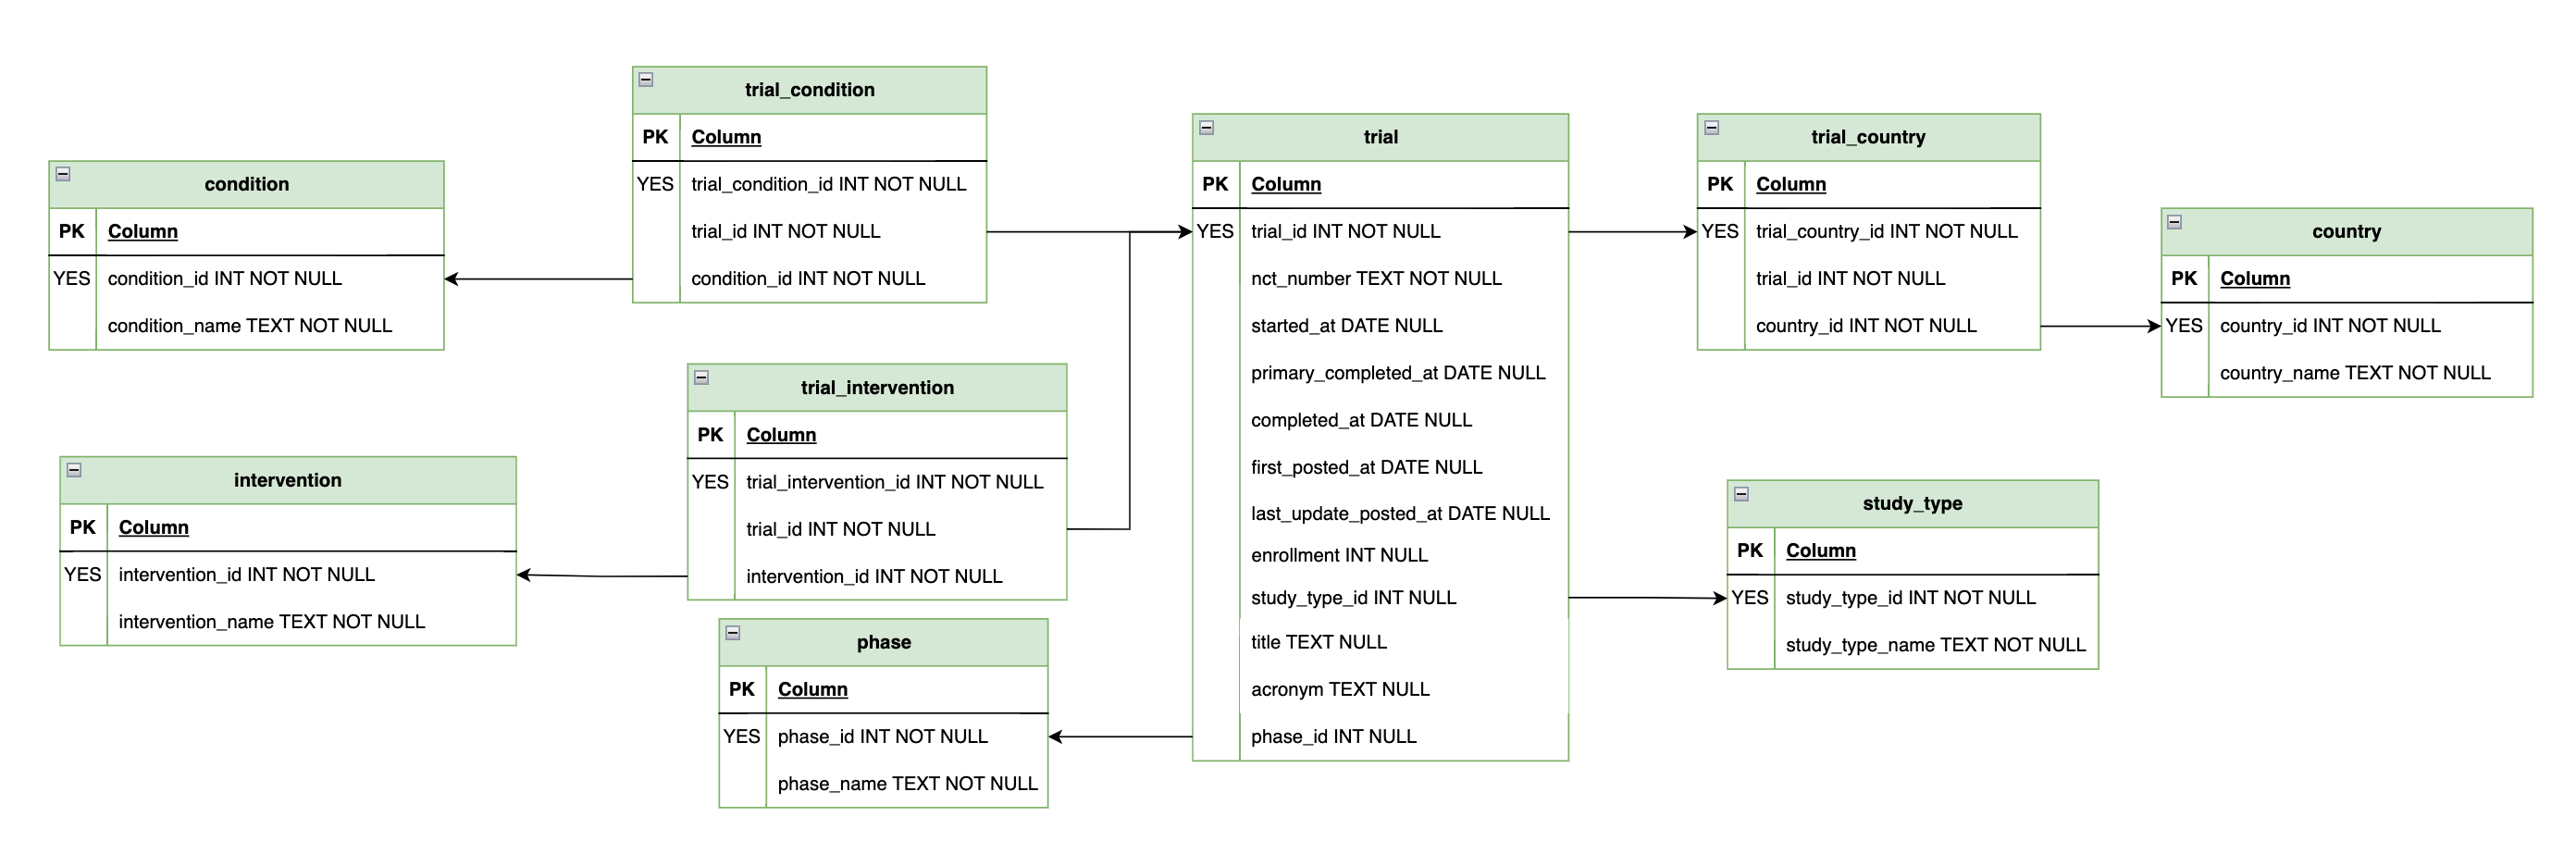 condition
PK Column
YES condition_id INT NOT NULL
condition_name TEXT NOT NULL
trial_condition
PK Column
YES trial_condition_id INT NOT NULL
trial_id INT NOT NULL
condition_id INT NOT NULL
intervention
PK Column
YES intervention_id INT NOT NULL
intervention_name TEXT NOT NULL
trial_intervention
PK Column
YES trial_intervention_id INT NOT NULL
trial_id INT NOT NULL
intervention_id INT NOT NULL
phase
PK Column
YES phase_id INT NOT NULL
phase_name TEXT NOT NULL
trial
PK Column
YES trial_id INT NOT NULL
nct_number TEXT NOT NULL
started_at DATE NULL
primary_completed_at DATE NULL
completed_at DATE NULL
first_posted_at DATE NULL
last_update_posted_at DATE NULL
enrollment INT NULL
study_type_id INT NULL
title TEXT NULL
acronym TEXT NULL
phase_id INT NULL
trial_country
PK Column
YES trial_country_id INT NOT NULL
trial_id INT NOT NULL
country_id INT NOT NULL
country
PK Column
YES country_id INT NOT NULL
country_name TEXT NOT NULL
study_type
PK Column
YES study_type_id INT NOT NULL
study_type_name TEXT NOT NULL